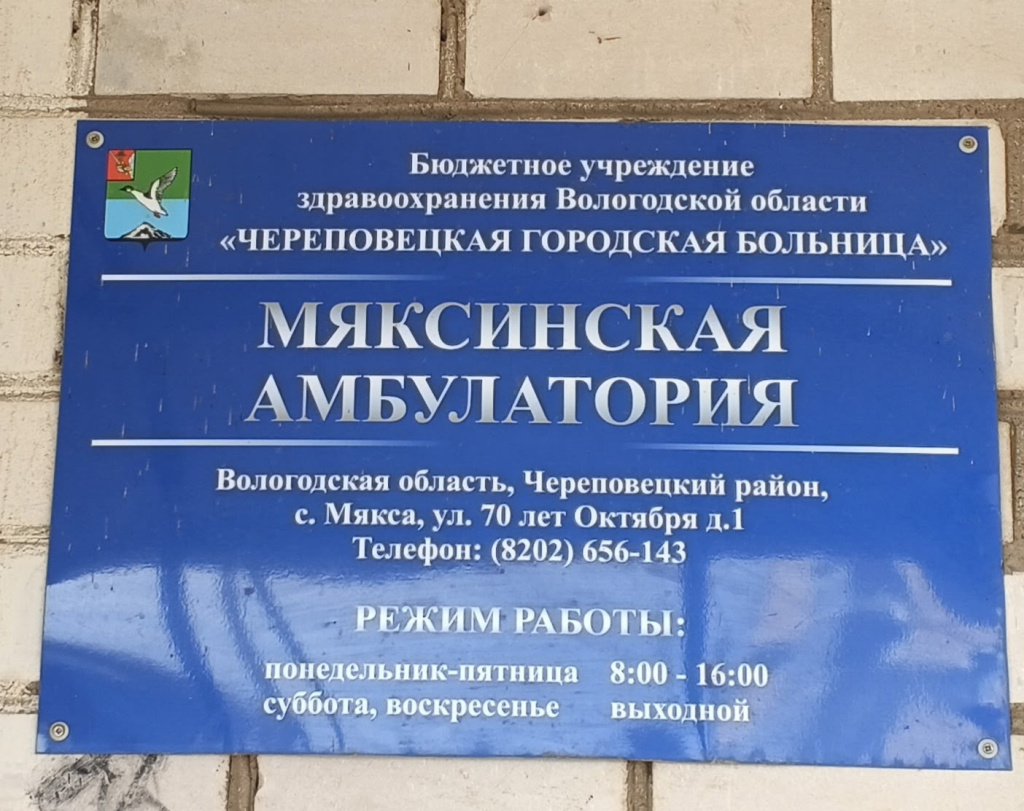 Бюджетное учреждение
здравоохранения Вологодской области
«ЧЕРЕПОВЕЦКАЯ ГОРОДСКАЯ БОЛЬНИЦА»
МЯКСИНСКАЯ
АМБУЛАТОРИЯ
Вологодская область, Череповецкий район,
с. Мякса, ул. 70 лет Октября д.1
Телефон: (8202) 656-143
РЕЖИМ РАБОТЫ:
понедельник-пятница 8:00 - 16:00
суббота, воскресенье выходной